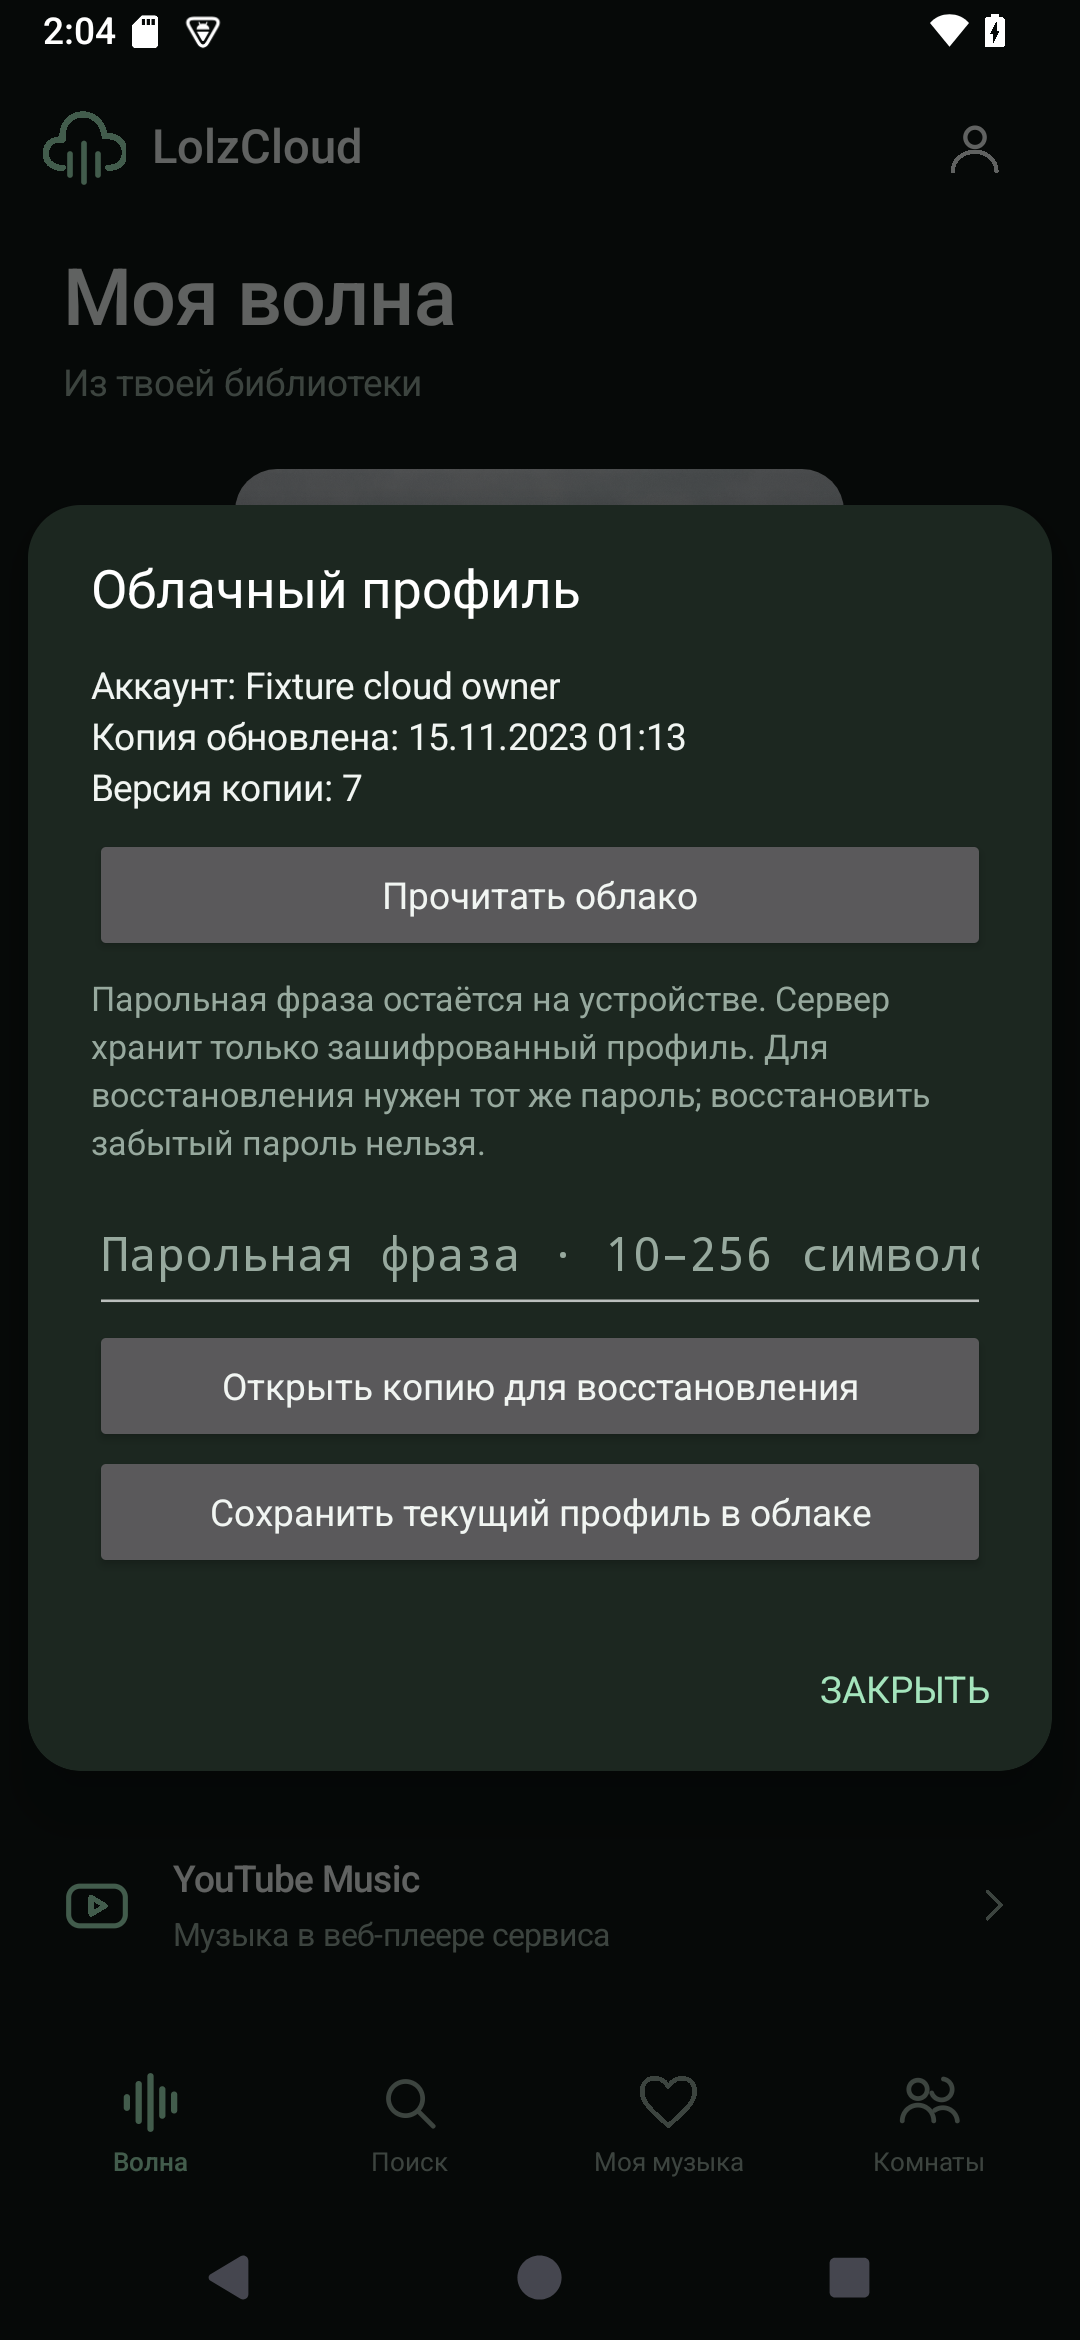 2:04
LolzCloud
Моя волна
Из твоей библиотеки
Облачный профиль
Аккаунт: Fixture cloud owner
Копия обновлена: 15.11.2023 01:13
Версия копии: 7
Прочитать облако
Парольная фраза остаётся на устройстве. Сервер
хранит только зашифрованный профиль. Для
восстановления нужен тот же пароль; восстановить
забытый пароль нельзя.
Парольная фраза · 10–256 символо
Открыть копию для восстановления
Сохранить текущий профиль в облаке
ЗАКРЫТЬ
YouTube Music
Музыка в веб-плеере сервиса
Волна
Поиск
Моя музыка
Комнаты